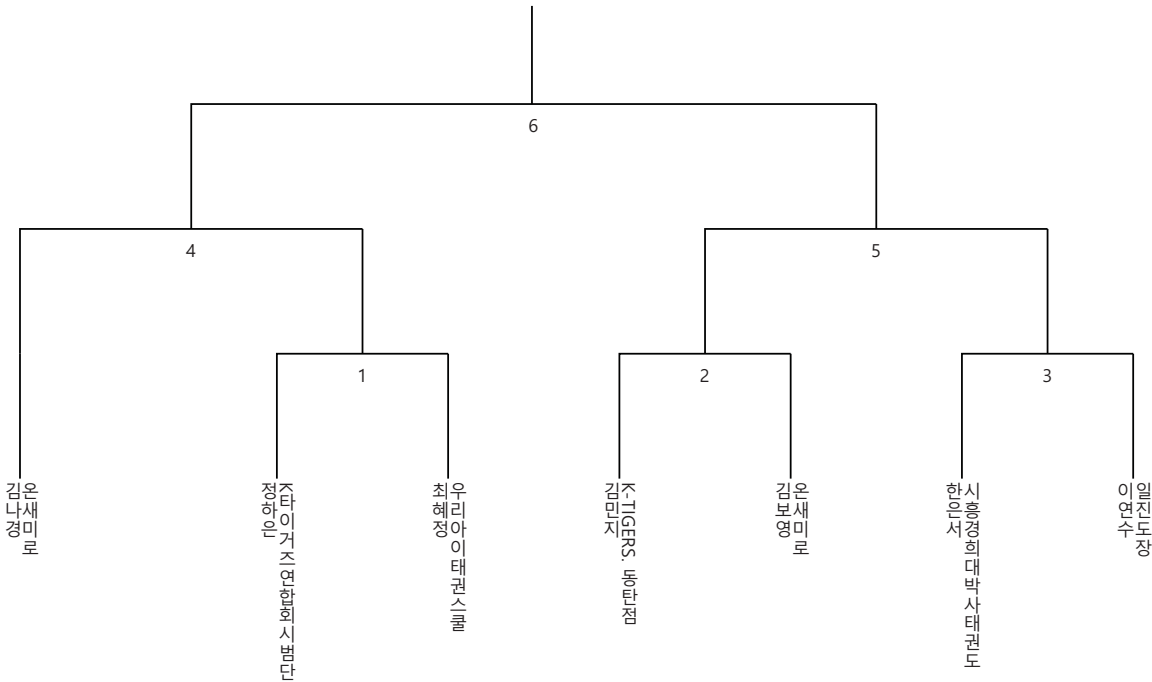 6
4
5
1
2
3
온새미로
김나경
K타이거즈연합회시범단
정하은
우리아이태권스쿨
최혜정
K-TIGERS. 동탄점
김민지
온새미로
김보영
시흥경희대박사태권도
한은서
일진도장
이연수